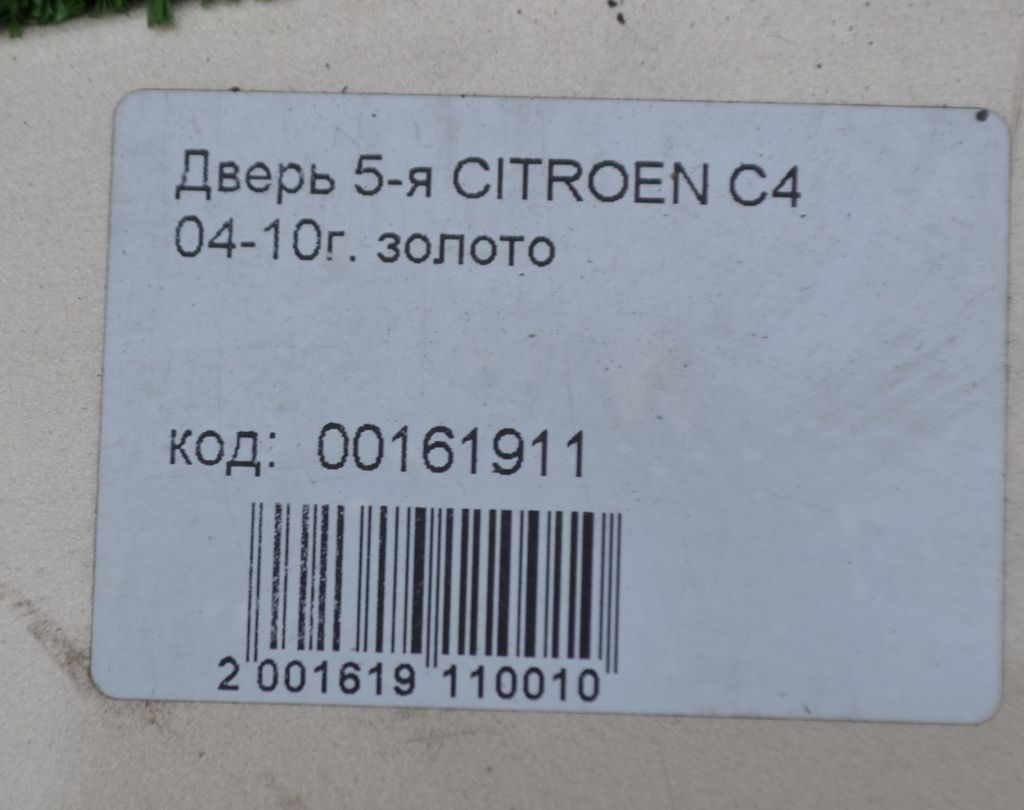 Дверь 5-я CITROEN C4
04-10г. золото
код: 00161911
2 001619 110010